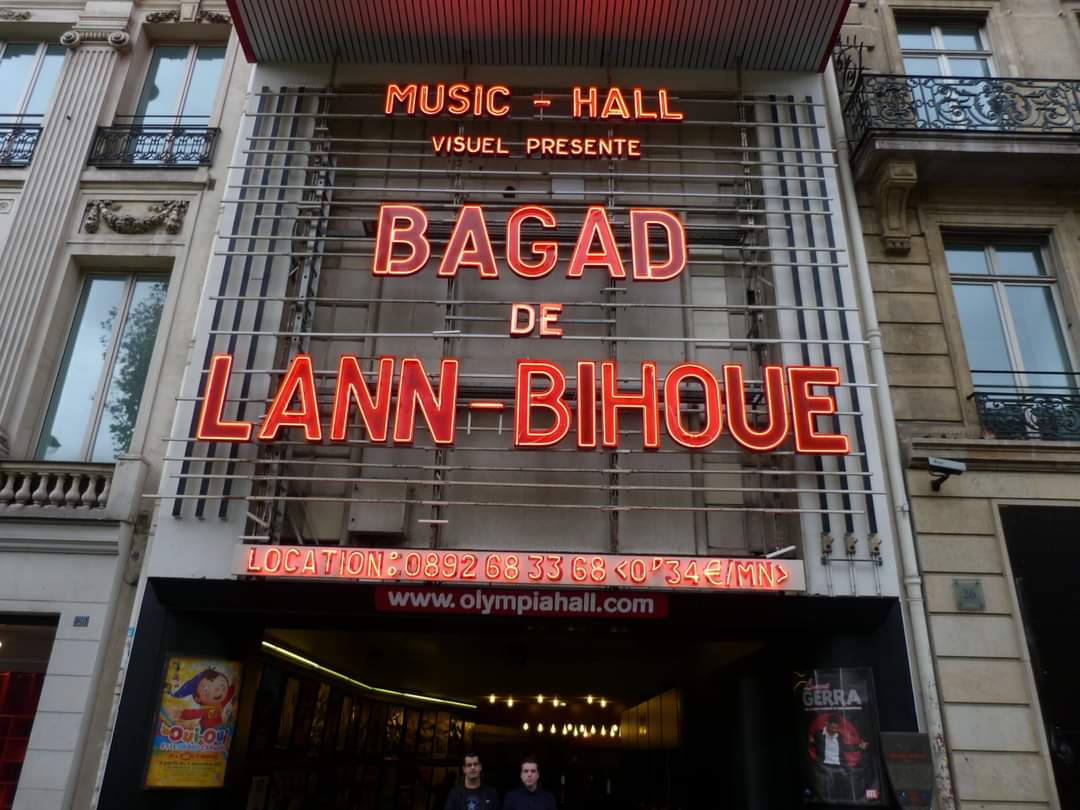 MUSIC - HALL
VISUEL PRESENTE
BAGAD
DE
LANN-BIHOUE
LOCATION: 0892 68 33 68 <0'34€/MN>
www.olympiahall.com
OUI-OUI
GERRA
26